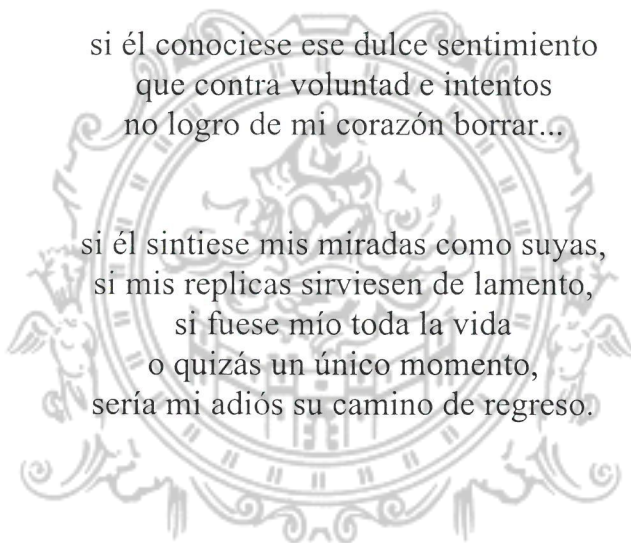 si él conociese ese dulce sentimiento
que contra voluntad e intentos
no logro de mi corazón borrar...
si él sintiese mis miradas como suyas,
si mis replicas sirviesen de lamento,
si fuese mío toda la vida
o quizás un único momento,
sería mi adiós su camino de regreso.